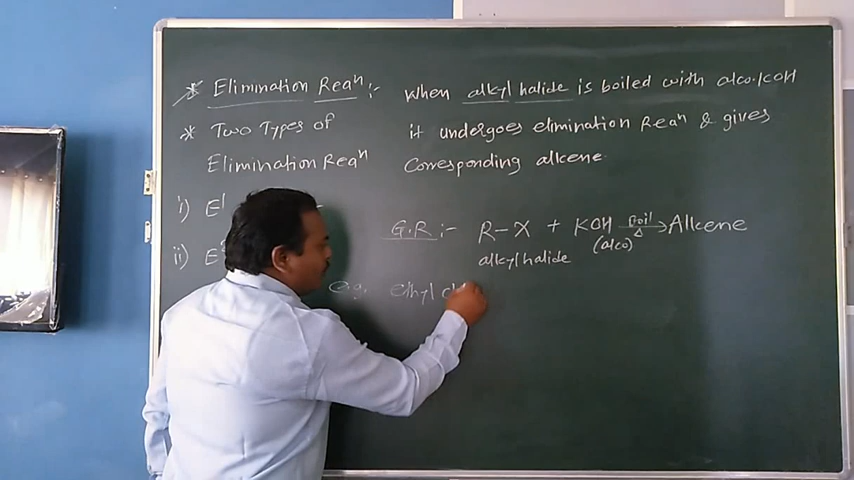 * Elimination Reaⁿ :-
* Two Types of
Elimination Reaⁿ
i) E¹
ii) E
When alkyl halide is boiled with alco. KOH
it undergoes elimination Reaⁿ & gives
Corresponding alkene.
G.R :- R-X + KOH Boil Δ → Alkene
alkyl halide (alco)
e.g. ethyl